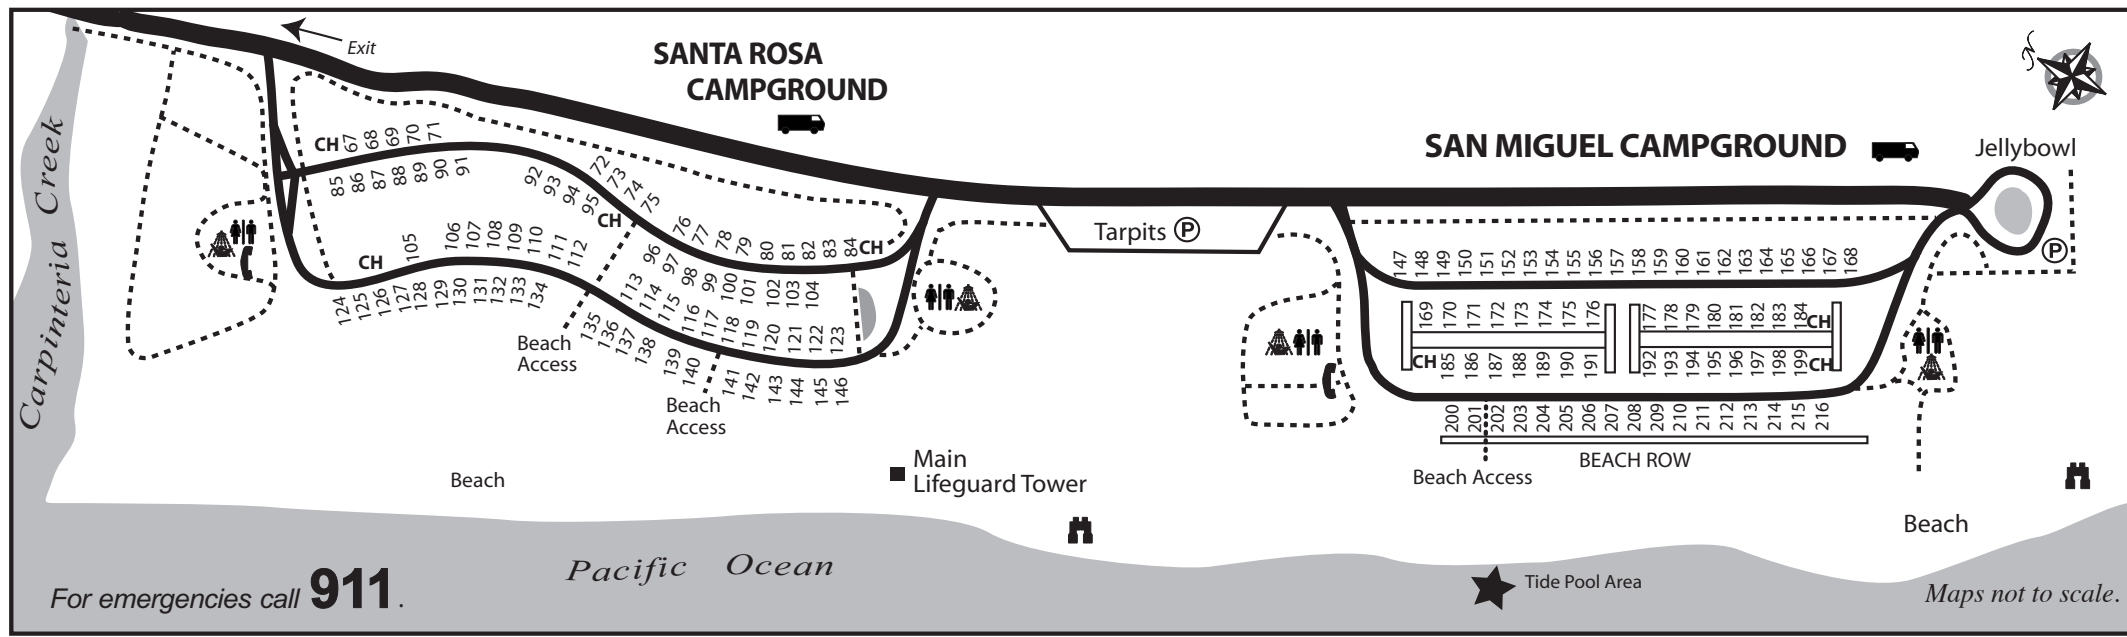 Exit
SANTA ROSA
CAMPGROUND
SAN MIGUEL CAMPGROUND
N
Jellybowl
Carpinteria Creek
CH 67 68 69 70 71
85 86 87 88 89 90 91
92 93 94 95
72 73 74 75
CH
76 77 78 79 80 81 82 83 84 CH
96 97 98 99 100 101 102 103 104
CH 105 106 107 108 109 110 111 112
113 114 115 116 117 118 119 120 121 122 123
124 125 126 127 128 129 130 131 132 133 134
135 136 137 138 139 140 141 142 143 144 145 146
Beach
Access
Beach
Access
Tarpits P
P
147 148 149 150 151 152 153 154 155 156 157 158 159 160 161 162 163 164 165 166 167 168
169 170 171 172 173 174 175 176 177 178 179 180 181 182 183 184 CH
CH 185 186 187 188 189 190 191 192 193 194 195 196 197 198 199 CH
200 201 202 203 204 205 206 207 208 209 210 211 212 213 214 215 216
BEACH ROW
Beach Access
Main
Lifeguard Tower
Beach
Beach
Pacific Ocean
Tide Pool Area
For emergencies call 911.
Maps not to scale.